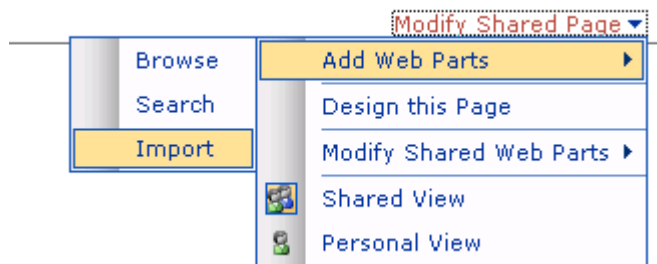 Modify Shared Page
Browse
Search
Import
Add Web Parts
Design this Page
Modify Shared Web Parts
Shared View
Personal View